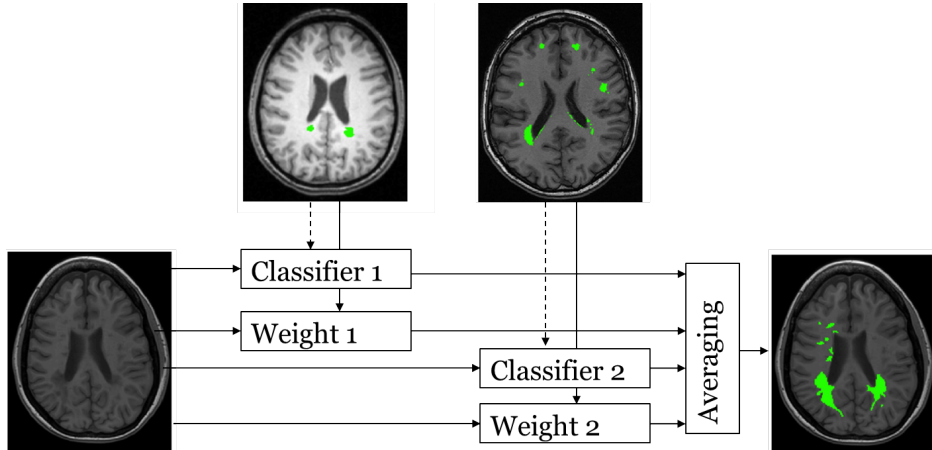 Classifier 1
Weight 1
Classifier 2
Weight 2
Averaging